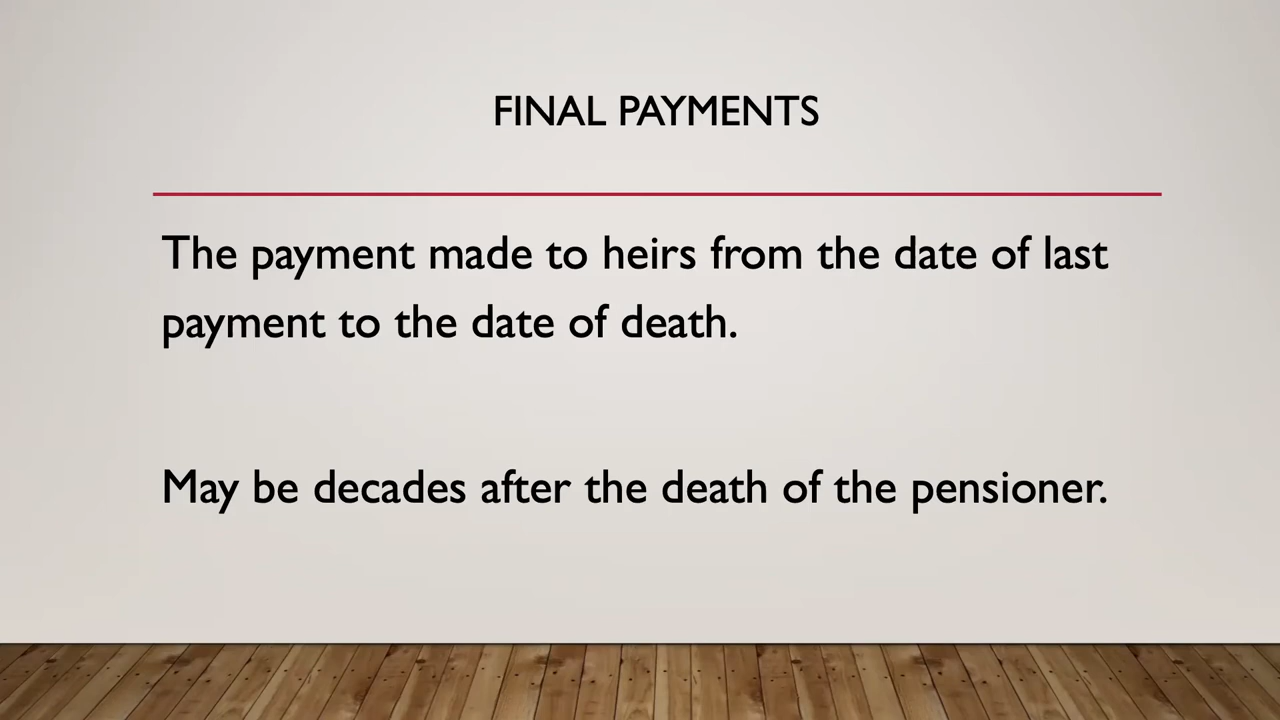 FINAL PAYMENTS
The payment made to heirs from the date of last
payment to the date of death.
May be decades after the death of the pensioner.